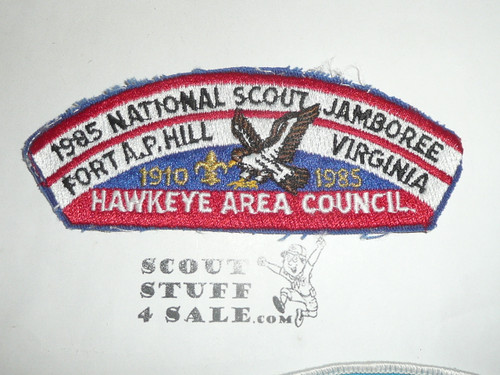 1985 NATIONAL SCOUT JAMBOREE
FORT A.P. HILL VIRGINIA
1910 1985
HAWKEYE AREA COUNCIL
SCOUT
STUFF
4 SALE.com